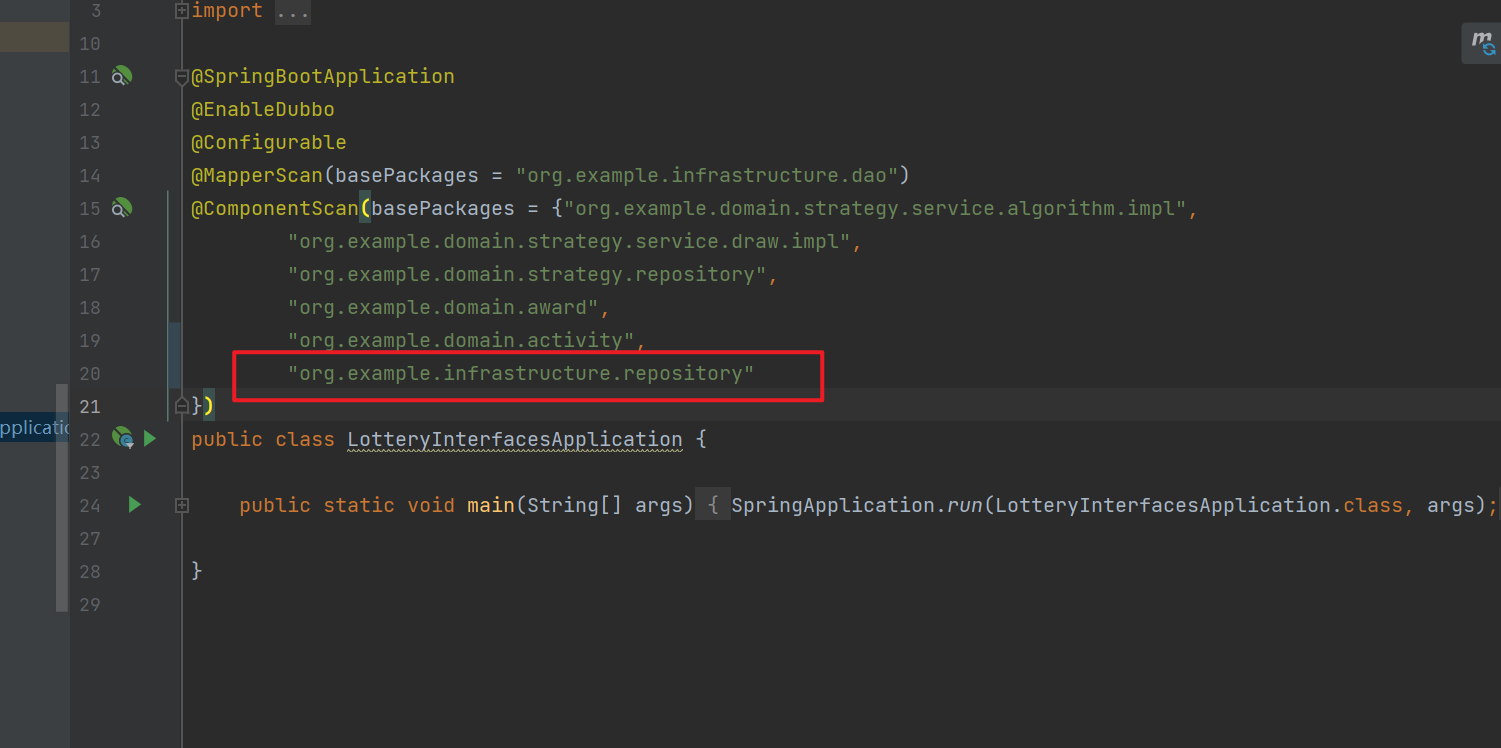 3 import ...
10
11 @SpringBootApplication
12 @EnableDubbo
13 @Configurable
14 @MapperScan(basePackages = "org.example.infrastructure.dao")
15 @ComponentScan(basePackages = {"org.example.domain.strategy.service.algorithm.impl",
16 "org.example.domain.strategy.service.draw.impl",
17 "org.example.domain.strategy.repository",
18 "org.example.domain.award",
19 "org.example.domain.activity",
20 "org.example.infrastructure.repository"
21 })
pplicatio
22 public class LotteryInterfacesApplication {
23
24 public static void main(String[] args) { SpringApplication.run(LotteryInterfacesApplication.class, args);
27
28 }
29
m